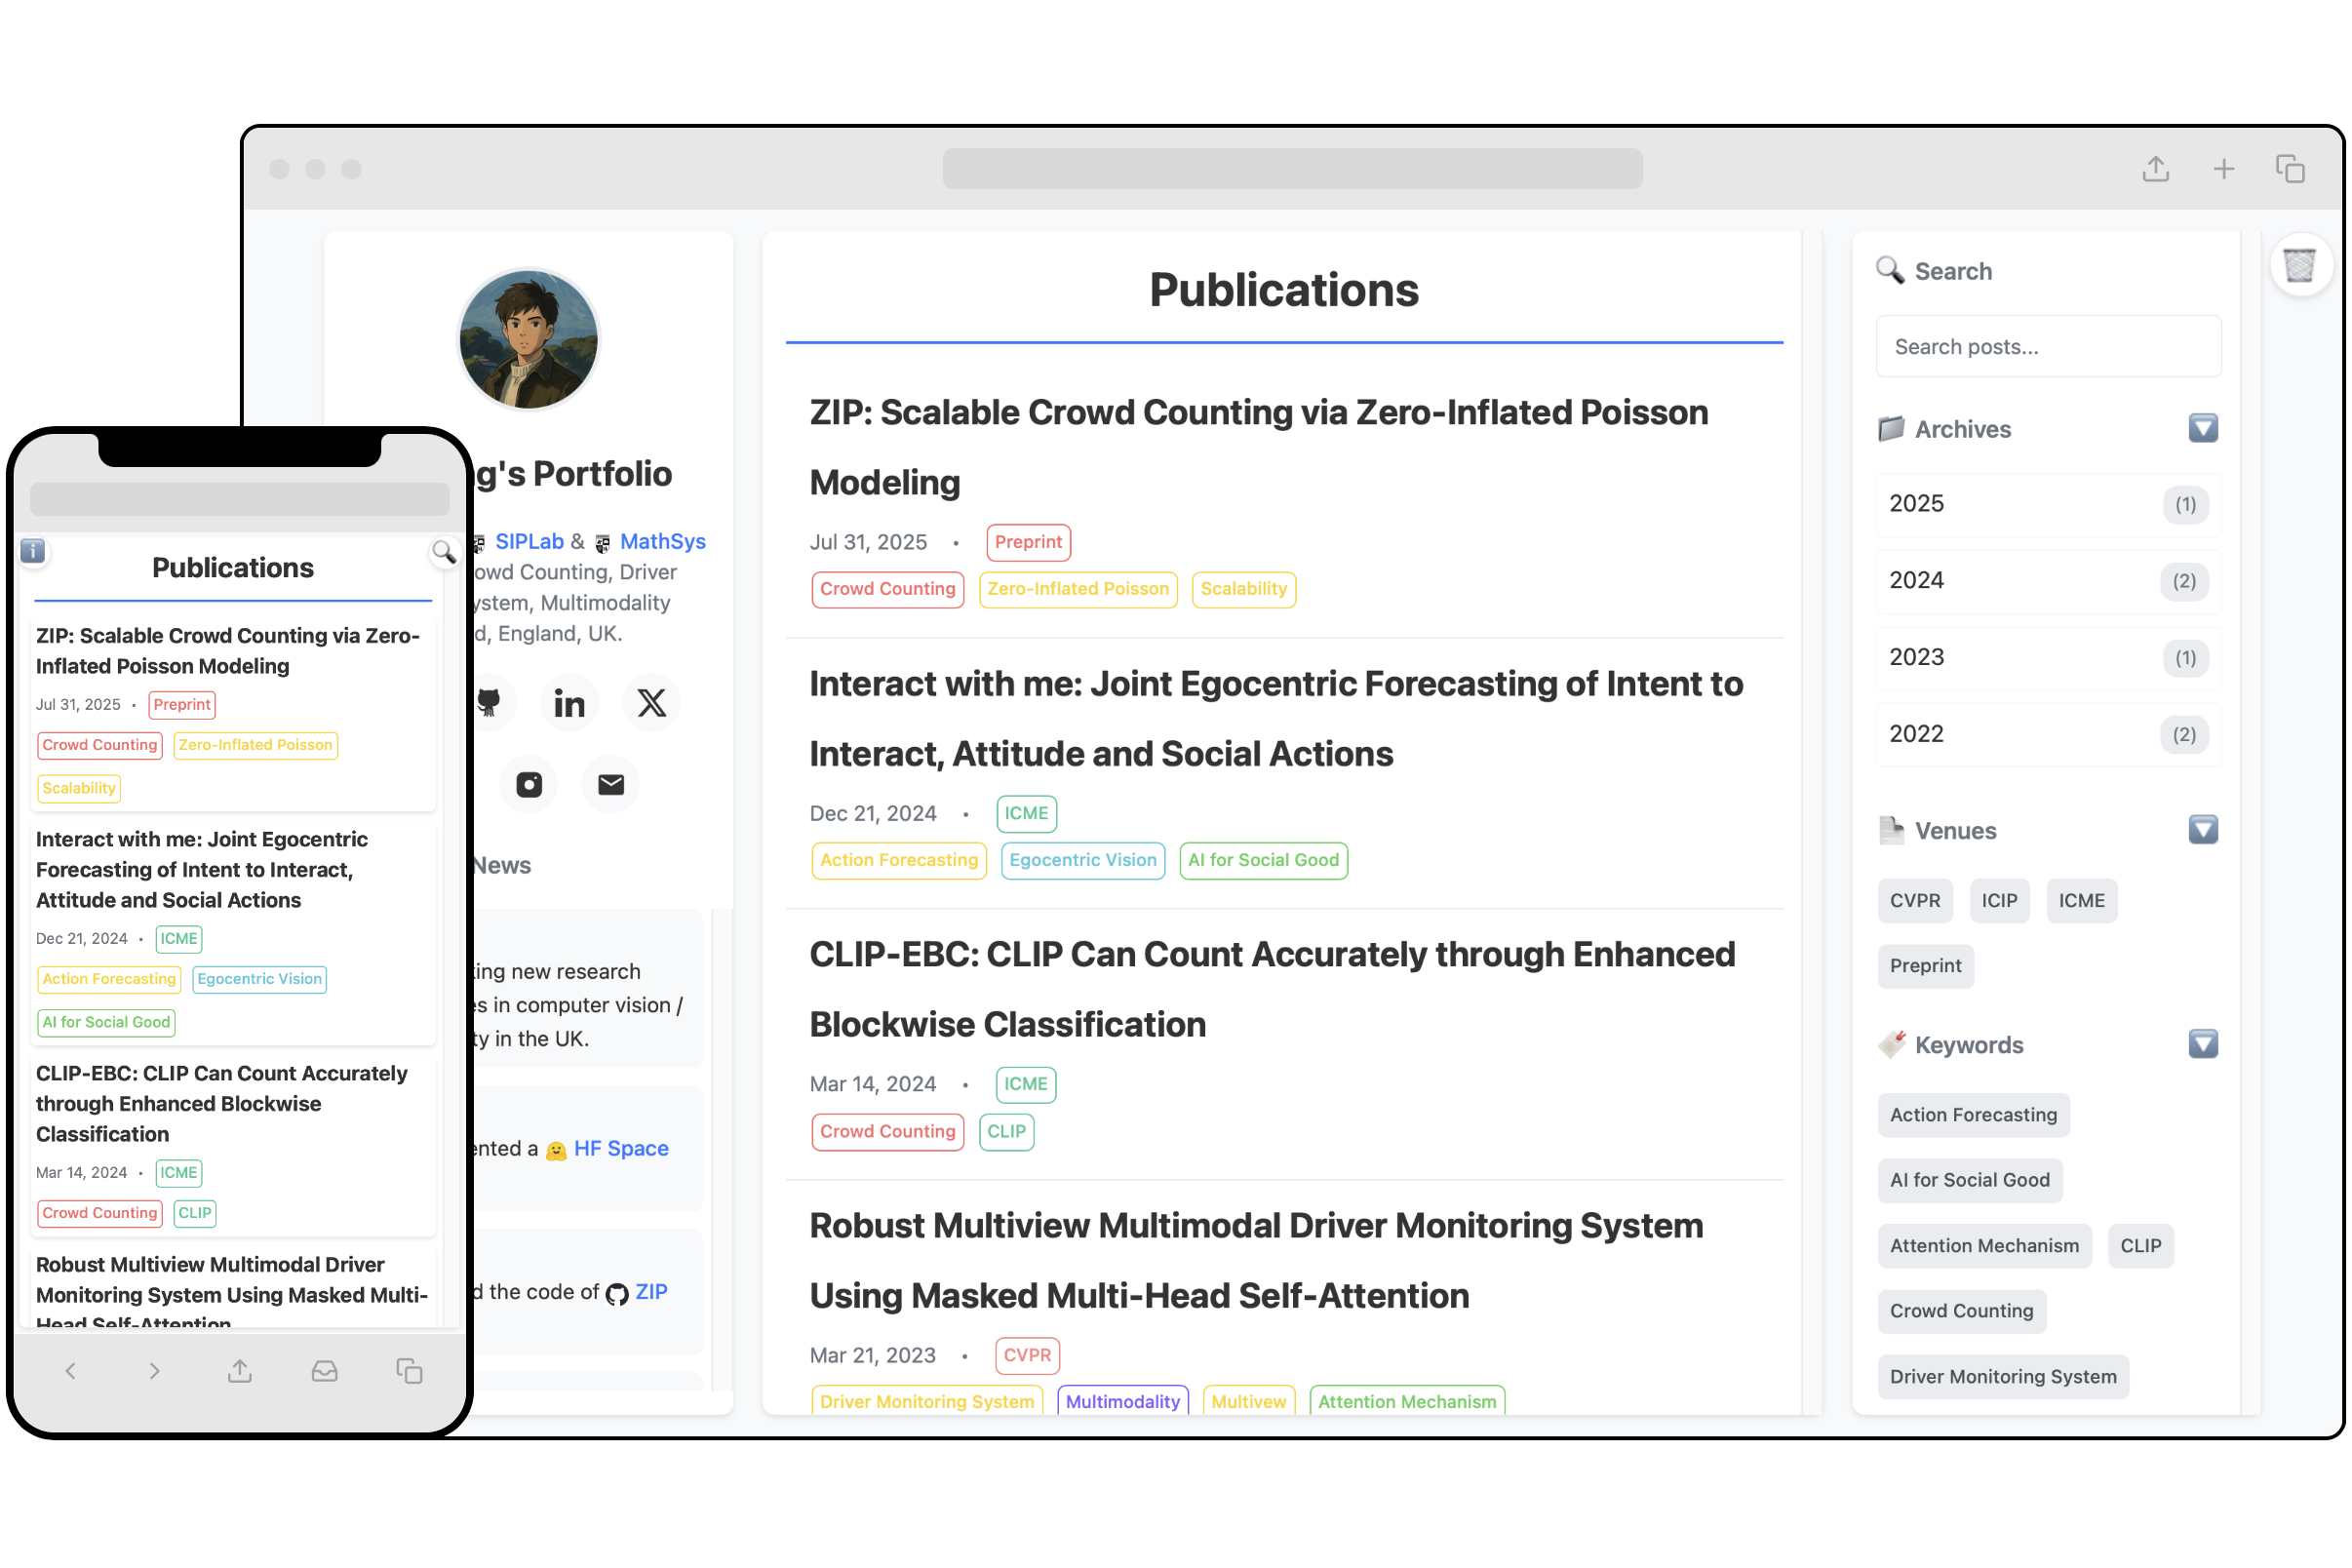 Publications
ZIP: Scalable Crowd Counting via Zero-
Inflated Poisson Modeling
Jul 31, 2025 • Preprint
Crowd Counting Zero-Inflated Poisson
Scalability
Interact with me: Joint Egocentric
Forecasting of Intent to Interact,
Attitude and Social Actions
Dec 21, 2024 • ICME
Action Forecasting Egocentric Vision
AI for Social Good
CLIP-EBC: CLIP Can Count Accurately
through Enhanced Blockwise
Classification
Mar 14, 2024 • ICME
Crowd Counting CLIP
Robust Multiview Multimodal Driver
Monitoring System Using Masked Multi-
Head Self-Attention
g's Portfolio
SIPLab & MathSys
owd Counting, Driver
ystem, Multimodality
d, England, UK.
News
ing new research
s in computer vision /
ty in the UK.
ented a HF Space
d the code of ZIP
Publications
ZIP: Scalable Crowd Counting via Zero-Inflated Poisson
Modeling
Jul 31, 2025 • Preprint
Crowd Counting Zero-Inflated Poisson Scalability
Interact with me: Joint Egocentric Forecasting of Intent to
Interact, Attitude and Social Actions
Dec 21, 2024 • ICME
Action Forecasting Egocentric Vision AI for Social Good
CLIP-EBC: CLIP Can Count Accurately through Enhanced
Blockwise Classification
Mar 14, 2024 • ICME
Crowd Counting CLIP
Robust Multiview Multimodal Driver Monitoring System
Using Masked Multi-Head Self-Attention
Mar 21, 2023 • CVPR
Driver Monitoring System Multimodality Multivew Attention Mechanism
Search
Search posts...
Archives
2025 (1)
2024 (2)
2023 (1)
2022 (2)
Venues
CVPR ICIP ICME
Preprint
Keywords
Action Forecasting
AI for Social Good
Attention Mechanism CLIP
Crowd Counting
Driver Monitoring System